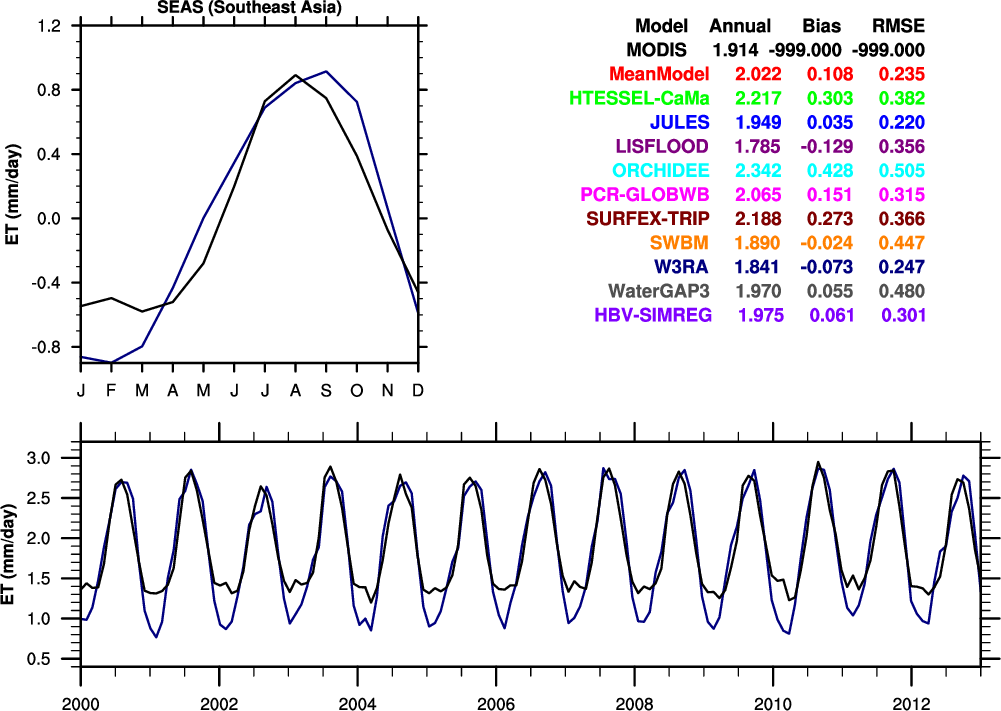 SEAS (Southeast Asia)
1.2
0.8
0.4
0.0
-0.4
-0.8
ET (mm/day)
J F M A M J J A S O N D
Model Annual Bias RMSE
MODIS 1.914 -999.000 -999.000
MeanModel 2.022 0.108 0.235
HTESSEL-CaMa 2.217 0.303 0.382
JULES 1.949 0.035 0.220
LISFLOOD 1.785 -0.129 0.356
ORCHIDEE 2.342 0.428 0.505
PCR-GLOBWB 2.065 0.151 0.315
SURFEX-TRIP 2.188 0.273 0.366
SWBM 1.890 -0.024 0.447
W3RA 1.841 -0.073 0.247
WaterGAP3 1.970 0.055 0.480
HBV-SIMREG 1.975 0.061 0.301
3.0
2.5
2.0
1.5
1.0
0.5
ET (mm/day)
2000 2002 2004 2006 2008 2010 2012